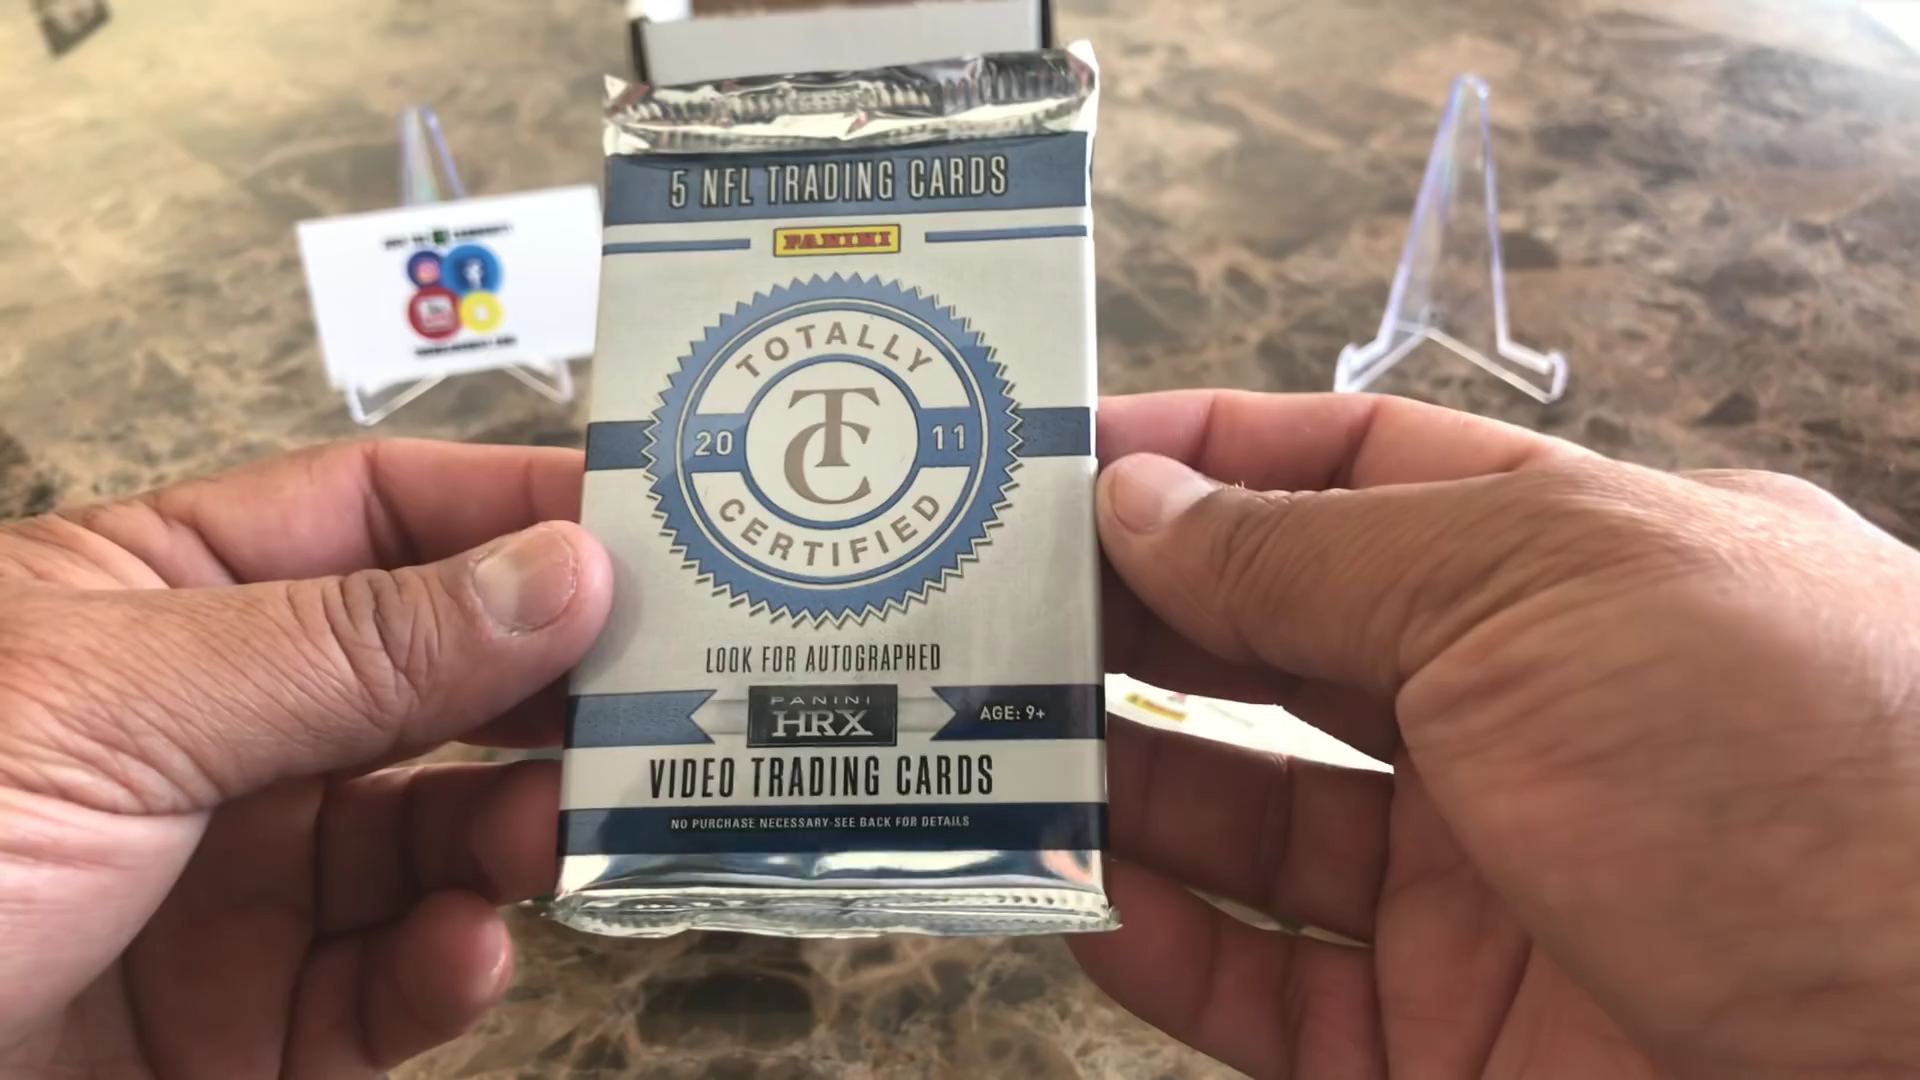 5 NFL TRADING CARDS
PANINI
TOTALLY
20 11
TC
CERTIFIED
LOOK FOR AUTOGRAPHED
PANINI
HRX
AGE: 9+
VIDEO TRADING CARDS
NO PURCHASE NECESSARY-SEE BACK FOR DETAILS